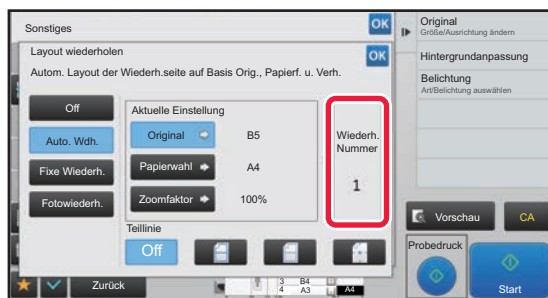 Sonstiges
OK
Layout wiederholen
OK
Autom. Layout der Wiederh.seite auf Basis Orig., Papierf. u. Verh.
Off
Auto. Wdh.
Fixe Wiederh.
Fotowiederh.
Aktuelle Einstellung
Original B5
Papierwahl A4
Zoomfaktor 100%
Wiederh.
Nummer
1
Teillinie
Off
Zurück
3 B4
4 A3
A4
Original
Größe/Ausrichtung ändern
Hintergrundanpassung
Belichtung
Art/Belichtung auswählen
Vorschau
CA
Probedruck
Start